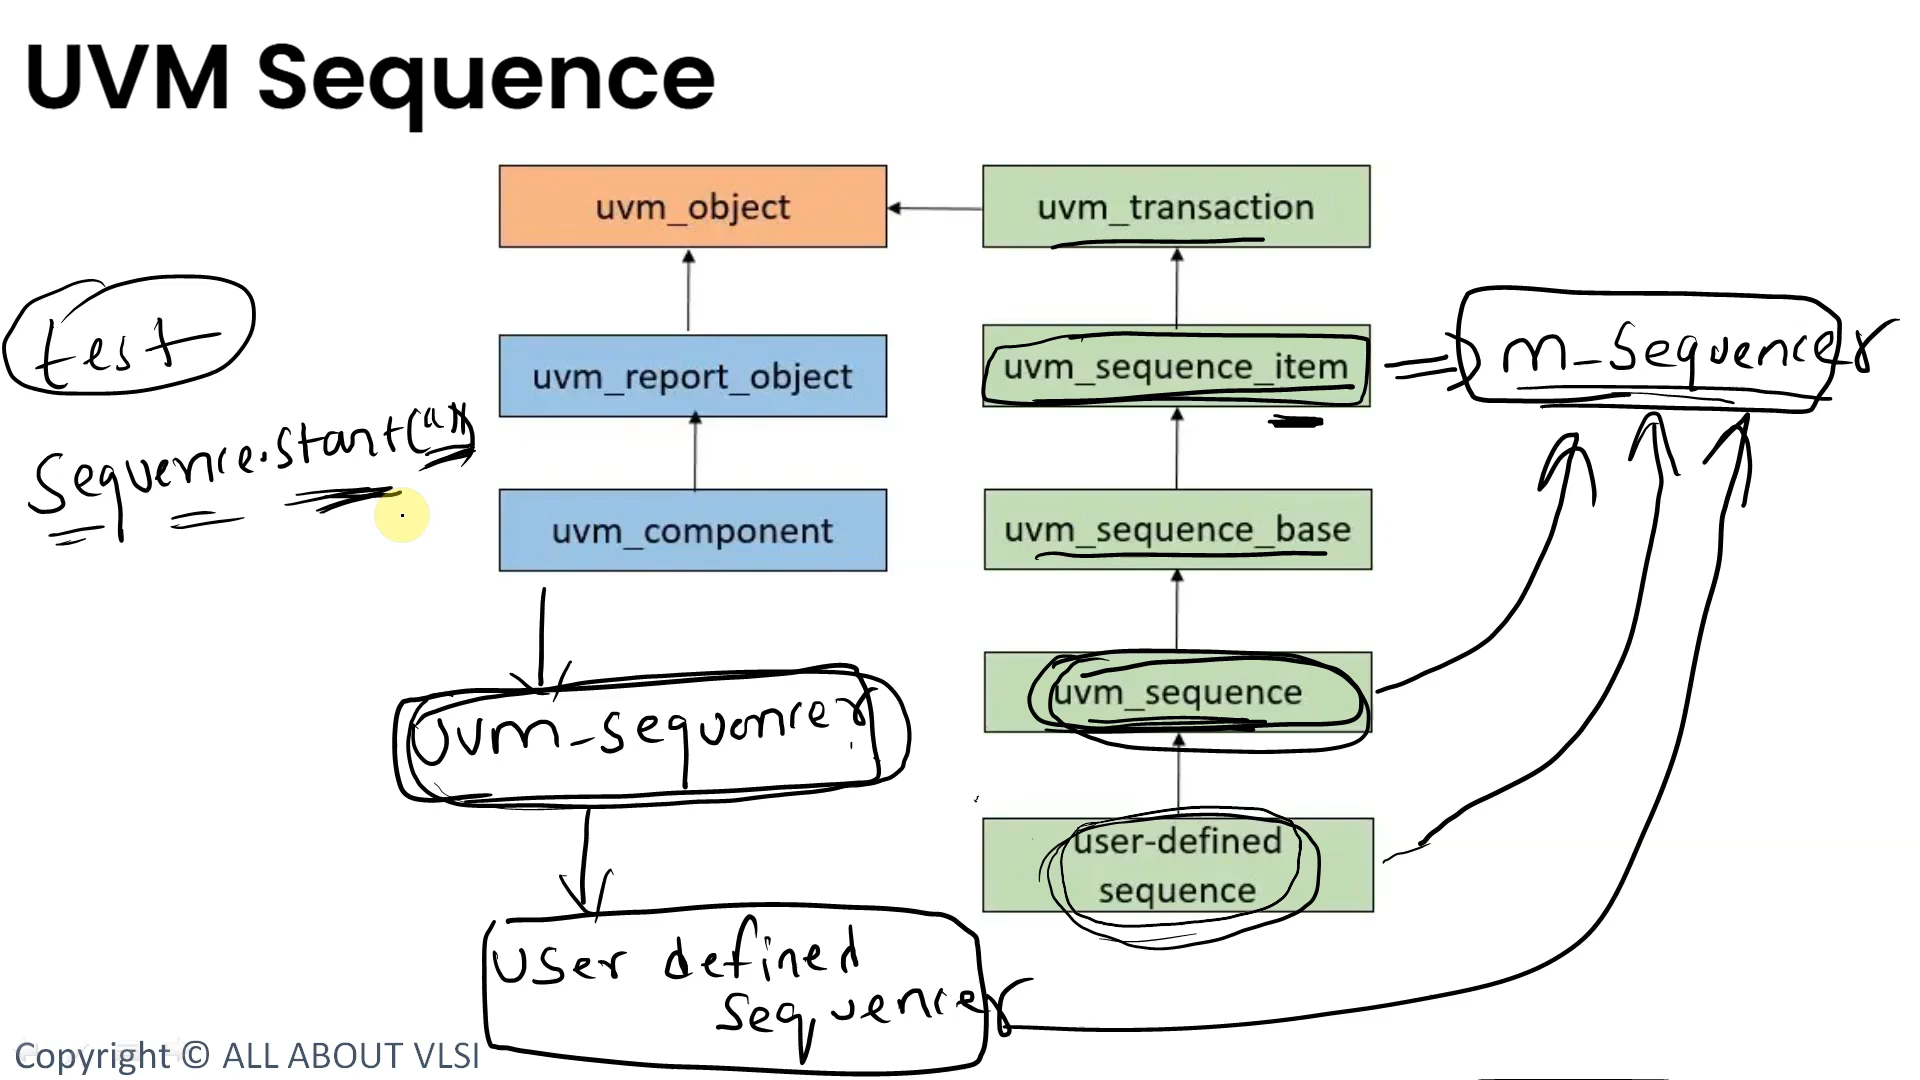 UVM Sequence
uvm_object
uvm_transaction
test
uvm_report_object
uvm_sequence_item
m_sequencer
sequence.start(
uvm_component
uvm_sequence_base
uvm_sequence
uvm_sequencer
user-defined
sequence
user defined
sequencer
Copyright © ALL ABOUT VLSI